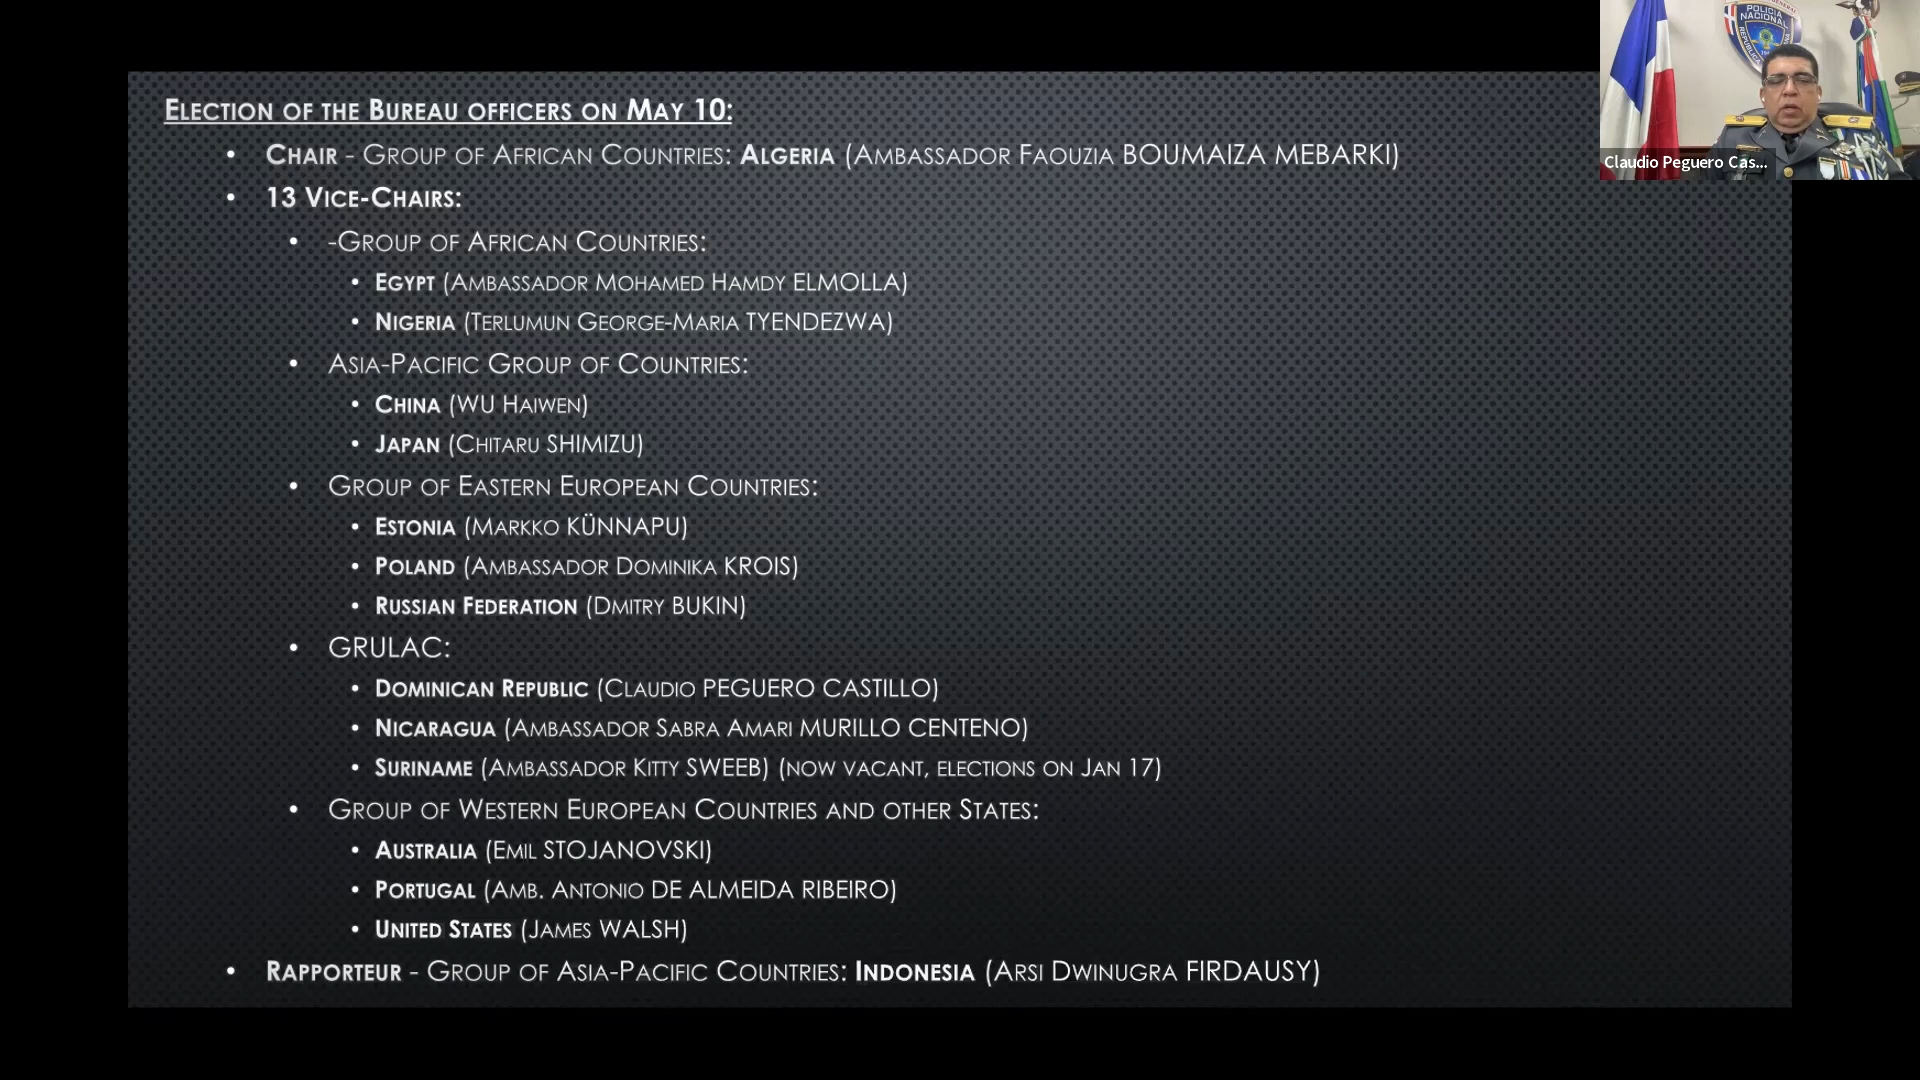 Election of the Bureau officers on May 10:
• Chair - Group of African Countries: Algeria (Ambassador Faouzia BOUMAIZA MEBARKI)
• 13 Vice-Chairs:
• -Group of African Countries:
• Egypt (Ambassador Mohamed Hamdy ELMOLLA)
• Nigeria (Terlumun George-Maria TYENDEZWA)
• Asia-Pacific Group of Countries:
• China (WU Haiwen)
• Japan (Chitaru SHIMIZU)
• Group of Eastern European Countries:
• Estonia (Markko KÜNNAPU)
• Poland (Ambassador Dominika KROIS)
• Russian Federation (Dmitry BUKIN)
• GRULAC:
• Dominican Republic (Claudio PEGUERO CASTILLO)
• Nicaragua (Ambassador Sabra Amari MURILLO CENTENO)
• Suriname (Ambassador Kitty SWEEB) (now vacant, elections on Jan 17)
• Group of Western European Countries and other States:
• Australia (Emil STOJANOVSKI)
• Portugal (Amb. Antonio DE ALMEIDA RIBEIRO)
• United States (James WALSH)
• Rapporteur - Group of Asia-Pacific Countries: Indonesia (Arsi Dwinugra FIRDAUSY)
POLICIA
NACIONAL
Claudio Peguero Cas...